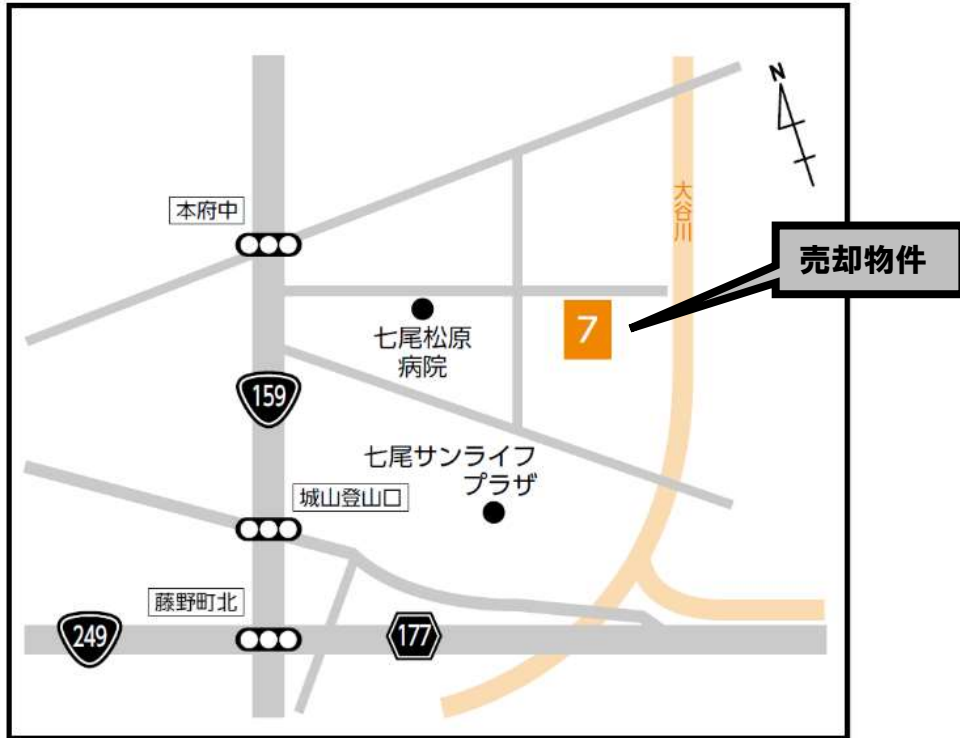 N
本府中
大谷川
売却物件
7
七尾松原
病院
159
七尾サンライフ
プラザ
城山登山口
藤野町北
249
177